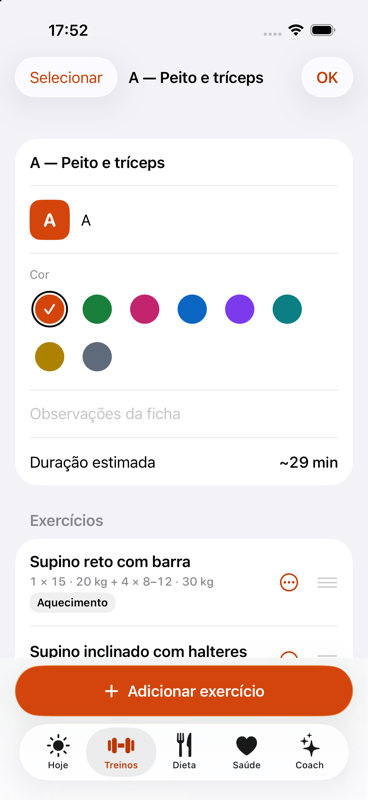 17:52
Selecionar
A — Peito e tríceps
OK
A — Peito e tríceps
A
A
Cor
Observações da ficha
Duração estimada
~29 min
Exercícios
Supino reto com barra
1 × 15 · 20 kg + 4 × 8–12 · 30 kg
Aquecimento
Supino inclinado com halteres
+ Adicionar exercício
Hoje
Treinos
Dieta
Saúde
Coach